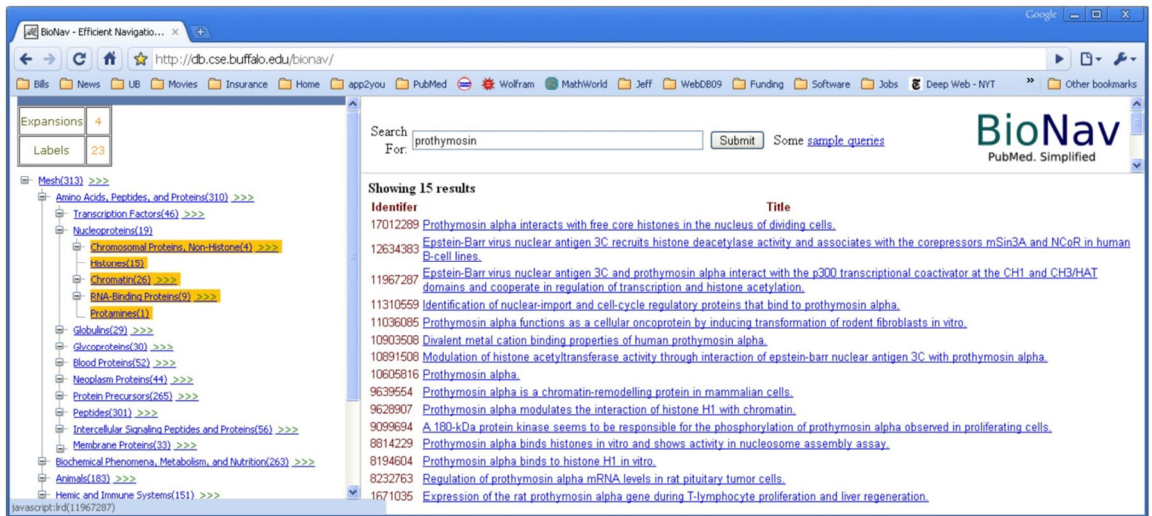 Google
BioNav - Efficient Navigatio...
http://db.cse.buffalo.edu/bionav/
Bills News UB Movies Insurance Home app2you PubMed Wolfram MathWorld Jeff WebDB09 Funding Software Jobs Deep Web - NYT » Other bookmarks
Expansions 4
Labels 23
Mesh(313) >>>
Amino Acids, Peptides, and Proteins(310) >>>
Transcription Factors(46) >>>
Nucleoproteins(19)
Chromosomal Proteins, Non-Histone(4) >>>
Histones(15)
Chromatin(26) >>>
RNA-Binding Proteins(9) >>>
Protamines(1)
Globulins(29) >>>
Glycoproteins(30) >>>
Blood Proteins(52) >>>
Neoplasm Proteins(44) >>>
Protein Precursors(265) >>>
Peptides(301) >>>
Intercellular Signaling Peptides and Proteins(56) >>>
Membrane Proteins(33) >>>
Biochemical Phenomena, Metabolism, and Nutrition(263) >>>
Animals(183) >>>
Hemic and Immune Systems(151) >>>
javascript:lrd(11967287)
Search For: prothymosin Submit Some sample queries
BioNav
PubMed. Simplified
Showing 15 results
Identifer Title
17012289 Prothymosin alpha interacts with free core histones in the nucleus of dividing cells.
12634383 Epstein-Barr virus nuclear antigen 3C recruits histone deacetylase activity and associates with the corepressors mSin3A and NCoR in human
B-cell lines.
11967287 Epstein-Barr virus nuclear antigen 3C and prothymosin alpha interact with the p300 transcriptional coactivator at the CH1 and CH3/HAT
domains and cooperate in regulation of transcription and histone acetylation.
11310559 Identification of nuclear-import and cell-cycle regulatory proteins that bind to prothymosin alpha.
11036085 Prothymosin alpha functions as a cellular oncoprotein by inducing transformation of rodent fibroblasts in vitro.
10903508 Divalent metal cation binding properties of human prothymosin alpha.
10891508 Modulation of histone acetyltransferase activity through interaction of epstein-barr nuclear antigen 3C with prothymosin alpha.
10605816 Prothymosin alpha.
9639554 Prothymosin alpha is a chromatin-remodelling protein in mammalian cells.
9628907 Prothymosin alpha modulates the interaction of histone H1 with chromatin.
9099694 A 180-kDa protein kinase seems to be responsible for the phosphorylation of prothymosin alpha observed in proliferating cells.
8814229 Prothymosin alpha binds histones in vitro and shows activity in nucleosome assembly assay.
8194604 Prothymosin alpha binds to histone H1 in vitro.
8232763 Regulation of prothymosin alpha mRNA levels in rat pituitary tumor cells.
1671035 Expression of the rat prothymosin alpha gene during T-lymphocyte proliferation and liver regeneration.